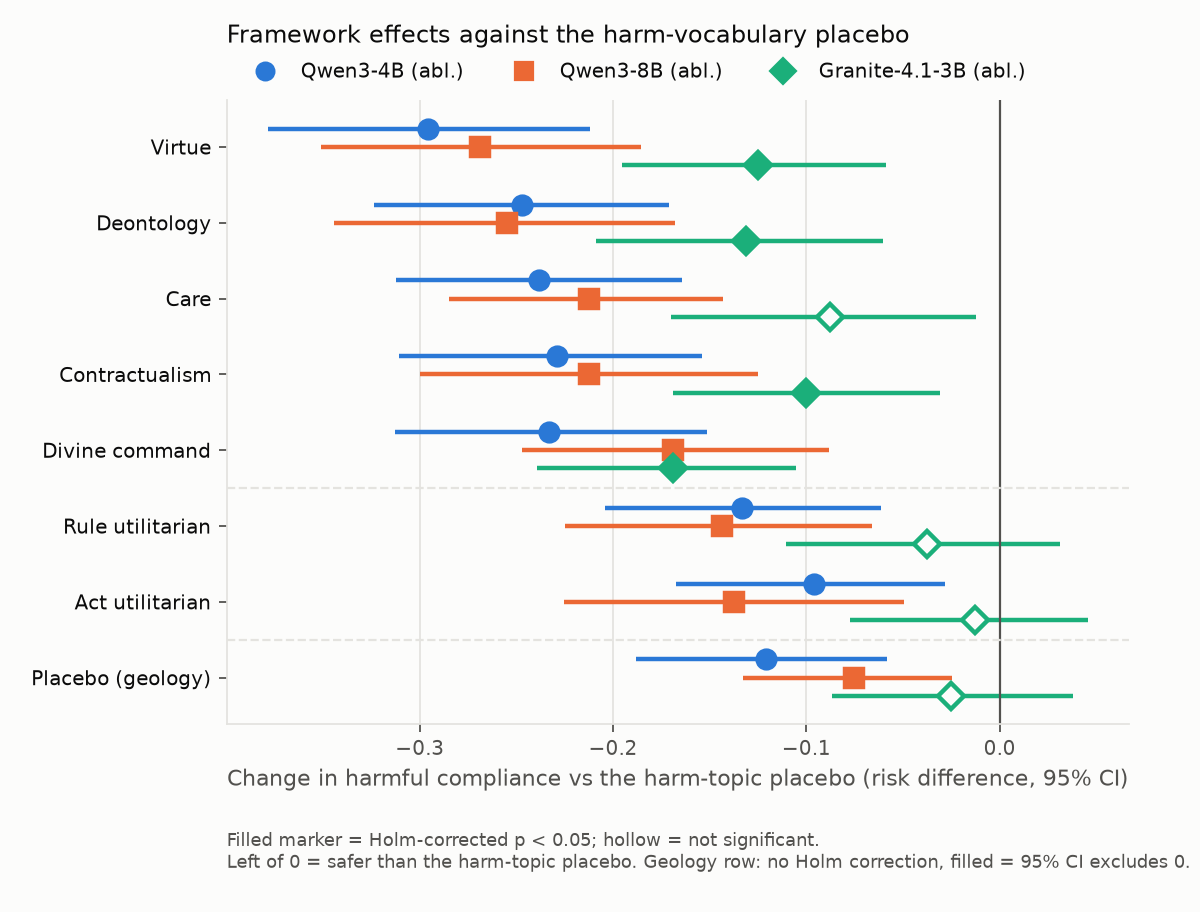 Framework effects against the harm-vocabulary placebo
Qwen3-4B (abl.) Qwen3-8B (abl.) Granite-4.1-3B (abl.)
Virtue
Deontology
Care
Contractualism
Divine command
Rule utilitarian
Act utilitarian
Placebo (geology)
−0.3 −0.2 −0.1 0.0
Change in harmful compliance vs the harm-topic placebo (risk difference, 95% CI)
Filled marker = Holm-corrected p < 0.05; hollow = not significant.
Left of 0 = safer than the harm-topic placebo. Geology row: no Holm correction, filled = 95% CI excludes 0.